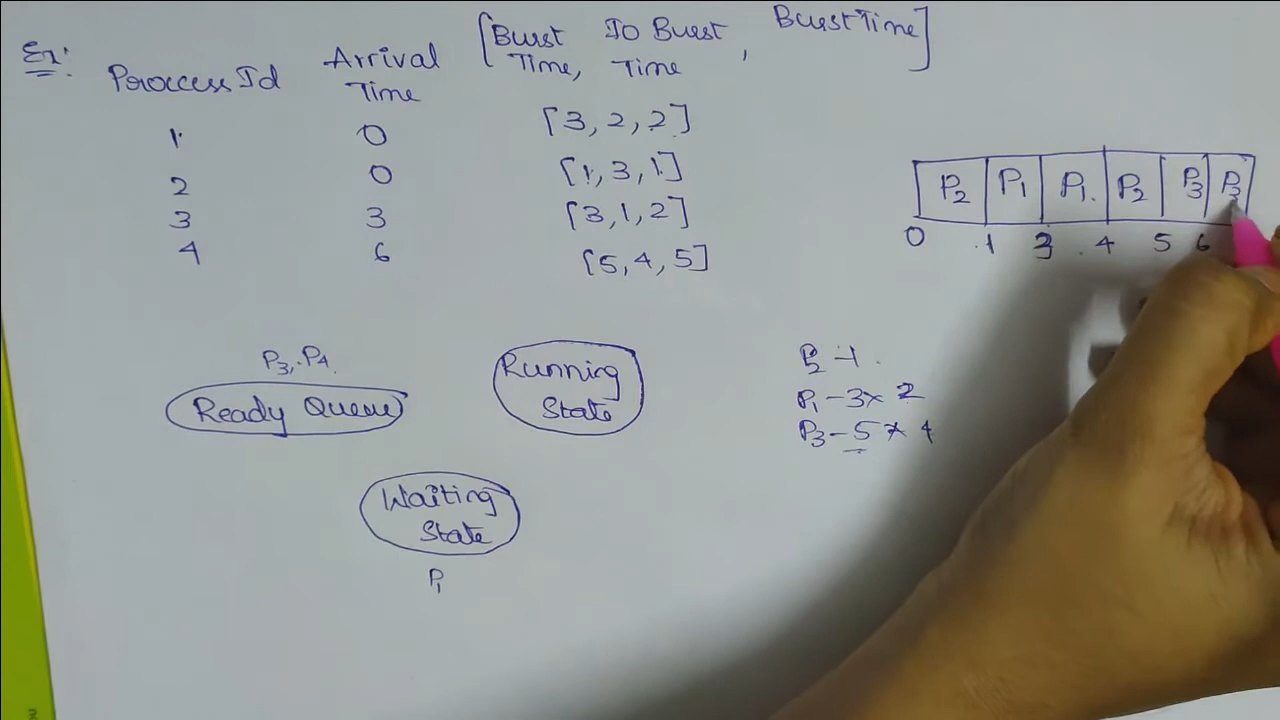 Ex:
Proccess Id
Arrival Time
[Burst Time, IO Burst Time, Burst Time]
1 0 [3, 2, 2]
2 0 [1, 3, 1]
3 3 [3, 1, 2]
4 6 [5, 4, 5]
P2 P1 P1 P2 P3 P3
0 1 3 4 5 6
P3, P4
Ready Queue
Running State
Waiting State
P1
P2 - 1
P1 - 3 x 2
P3 - 5 x 4